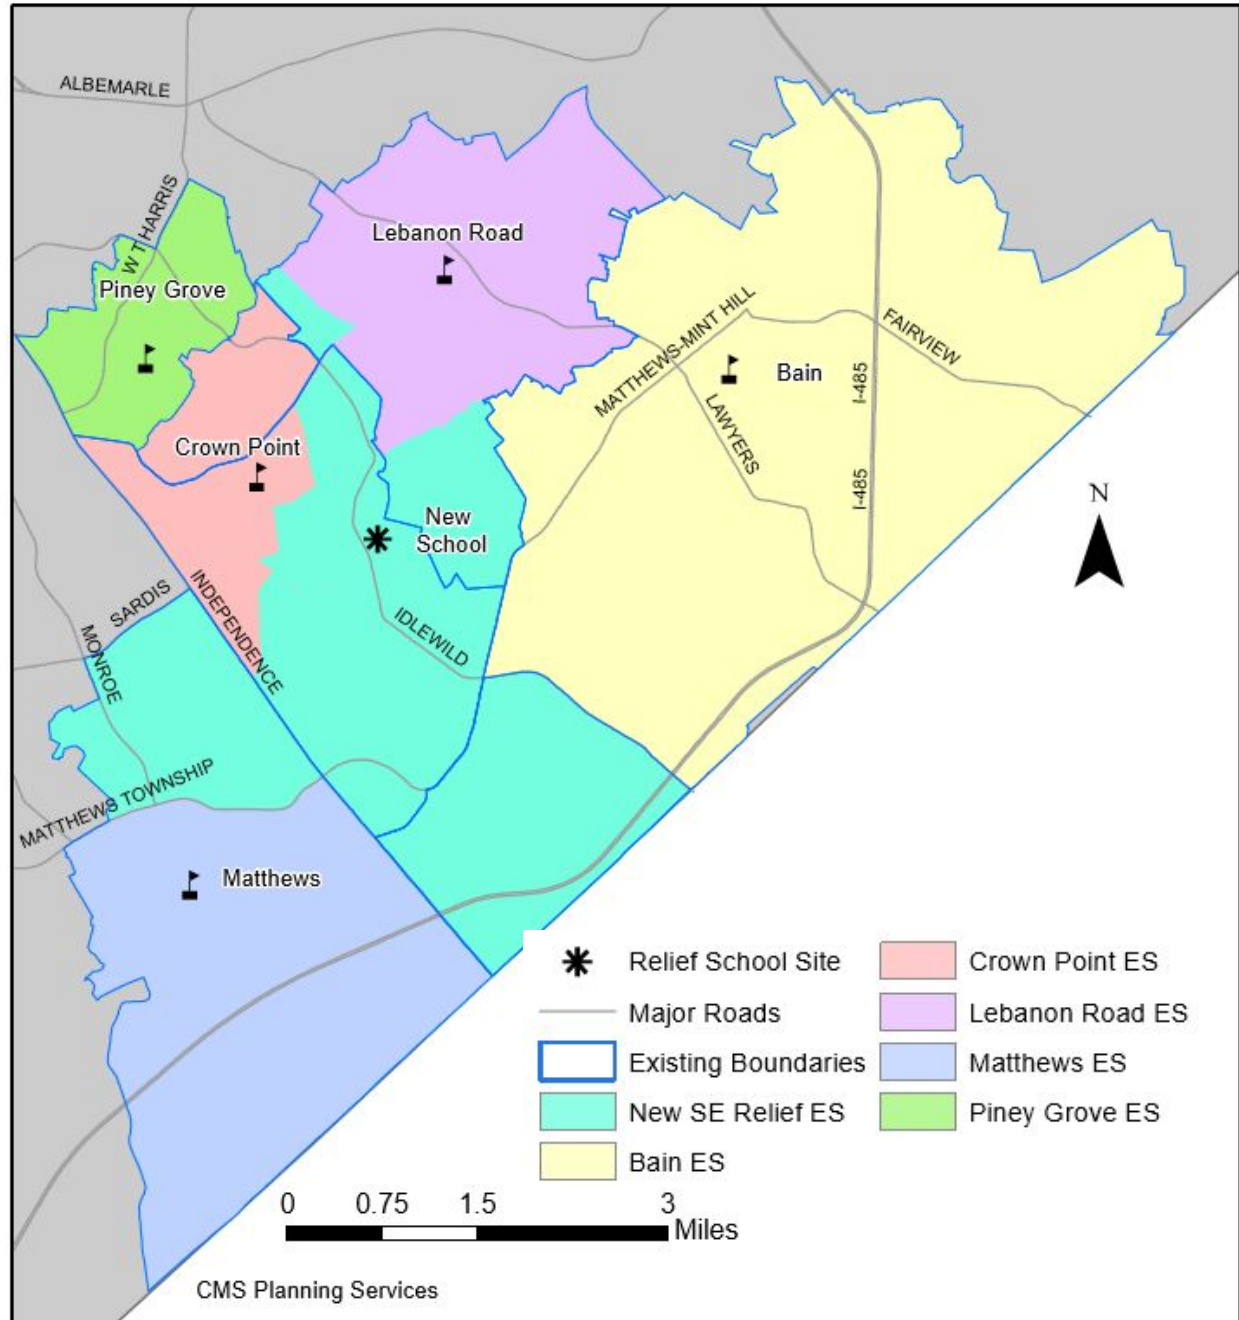 ALBEMARLE
W T HARRIS
Lebanon Road
Piney Grove
MATTHEWS-MINT HILL
FAIRVIEW
Bain
I-485
LAWYERS
Crown Point
I-485
N
New
School
SARDIS
INDEPENDENCE
MONROE
IDLEWILD
MATTHEWS TOWNSHIP
Matthews
Relief School Site
Major Roads
Existing Boundaries
New SE Relief ES
Bain ES
Crown Point ES
Lebanon Road ES
Matthews ES
Piney Grove ES
0 0.75 1.5 3
Miles
CMS Planning Services